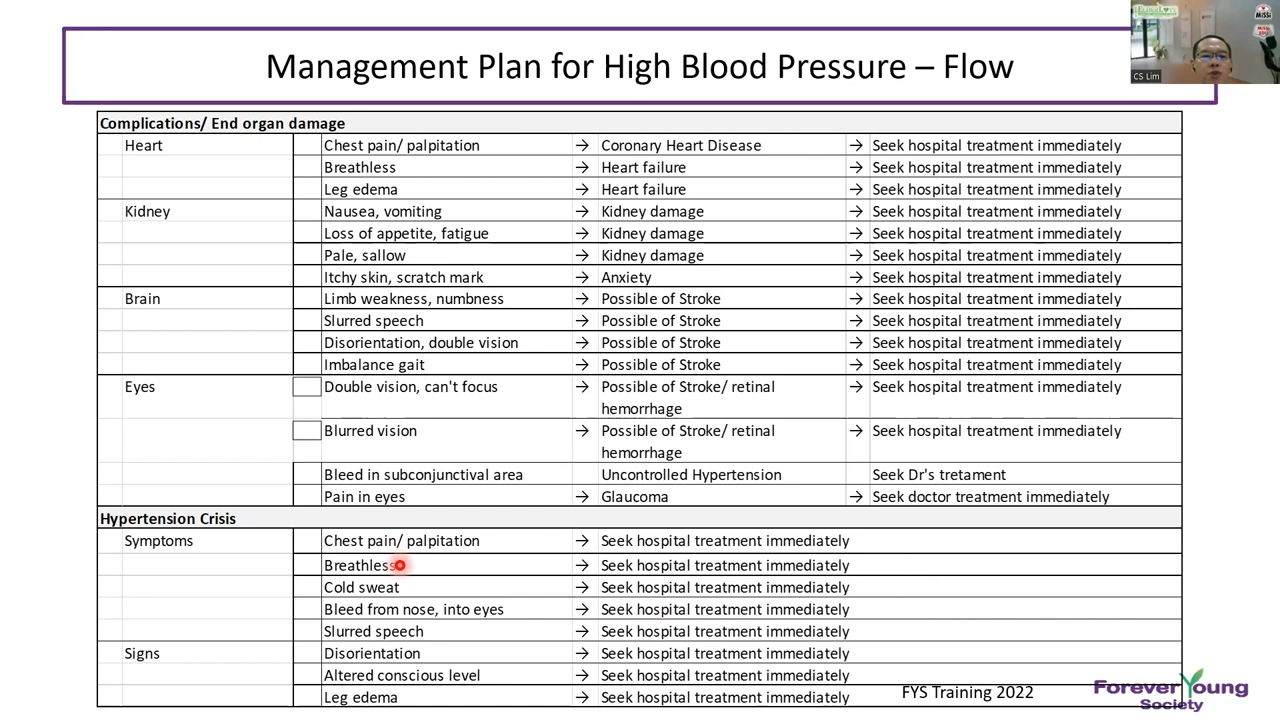 Management Plan for High Blood Pressure – Flow
CS Lim
MiSSi
Complications/ End organ damage
Heart Chest pain/ palpitation → Coronary Heart Disease → Seek hospital treatment immediately
Breathless → Heart failure → Seek hospital treatment immediately
Leg edema → Heart failure → Seek hospital treatment immediately
Kidney Nausea, vomiting → Kidney damage → Seek hospital treatment immediately
Loss of appetite, fatigue → Kidney damage → Seek hospital treatment immediately
Pale, sallow → Kidney damage → Seek hospital treatment immediately
Itchy skin, scratch mark → Anxiety → Seek hospital treatment immediately
Brain Limb weakness, numbness → Possible of Stroke → Seek hospital treatment immediately
Slurred speech → Possible of Stroke → Seek hospital treatment immediately
Disorientation, double vision → Possible of Stroke → Seek hospital treatment immediately
Imbalance gait → Possible of Stroke → Seek hospital treatment immediately
Eyes Double vision, can't focus → Possible of Stroke/ retinal → Seek hospital treatment immediately
hemorrhage
Blurred vision → Possible of Stroke/ retinal → Seek hospital treatment immediately
hemorrhage
Bleed in subconjunctival area Uncontrolled Hypertension Seek Dr's tretament
Pain in eyes → Glaucoma → Seek doctor treatment immediately
Hypertension Crisis
Symptoms Chest pain/ palpitation → Seek hospital treatment immediately
Breathless → Seek hospital treatment immediately
Cold sweat → Seek hospital treatment immediately
Bleed from nose, into eyes → Seek hospital treatment immediately
Slurred speech → Seek hospital treatment immediately
Signs Disorientation → Seek hospital treatment immediately
Altered conscious level → Seek hospital treatment immediately
Leg edema → Seek hospital treatment immediately
FYS Training 2022
Forever Young
Society